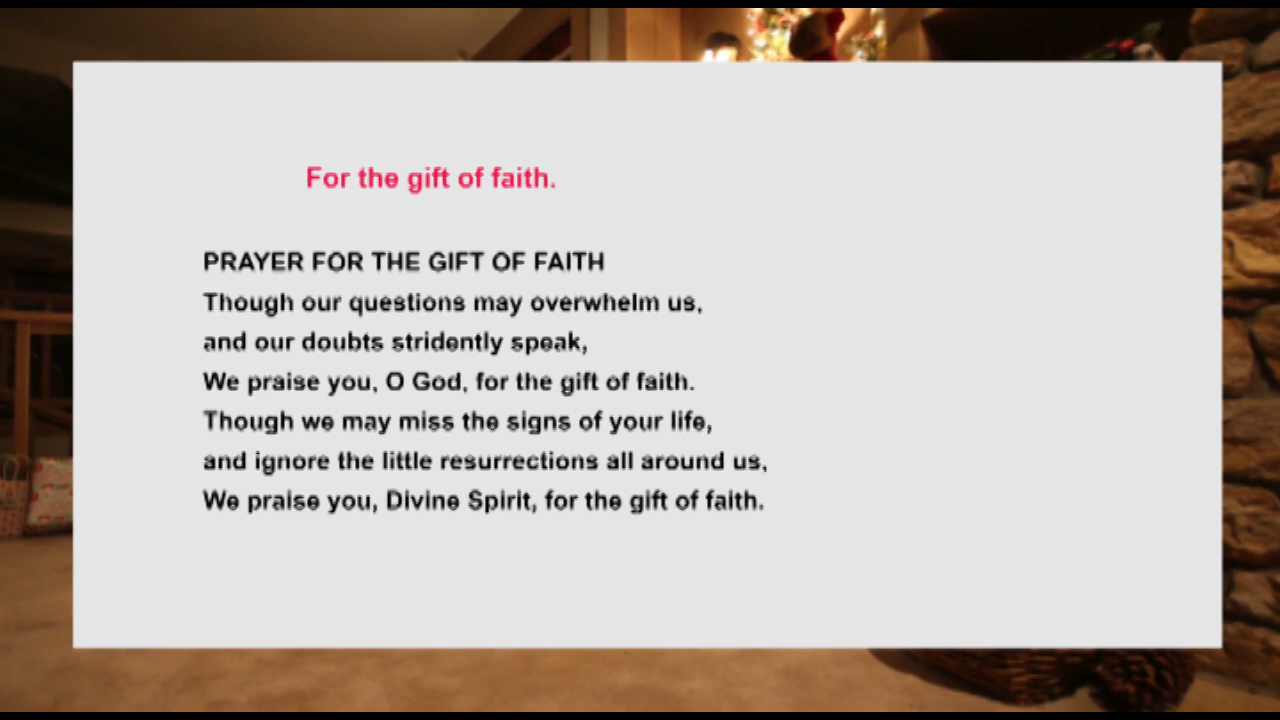 For the gift of faith.
PRAYER FOR THE GIFT OF FAITH
Though our questions may overwhelm us,
and our doubts stridently speak,
We praise you, O God, for the gift of faith.
Though we may miss the signs of your life,
and ignore the little resurrections all around us,
We praise you, Divine Spirit, for the gift of faith.